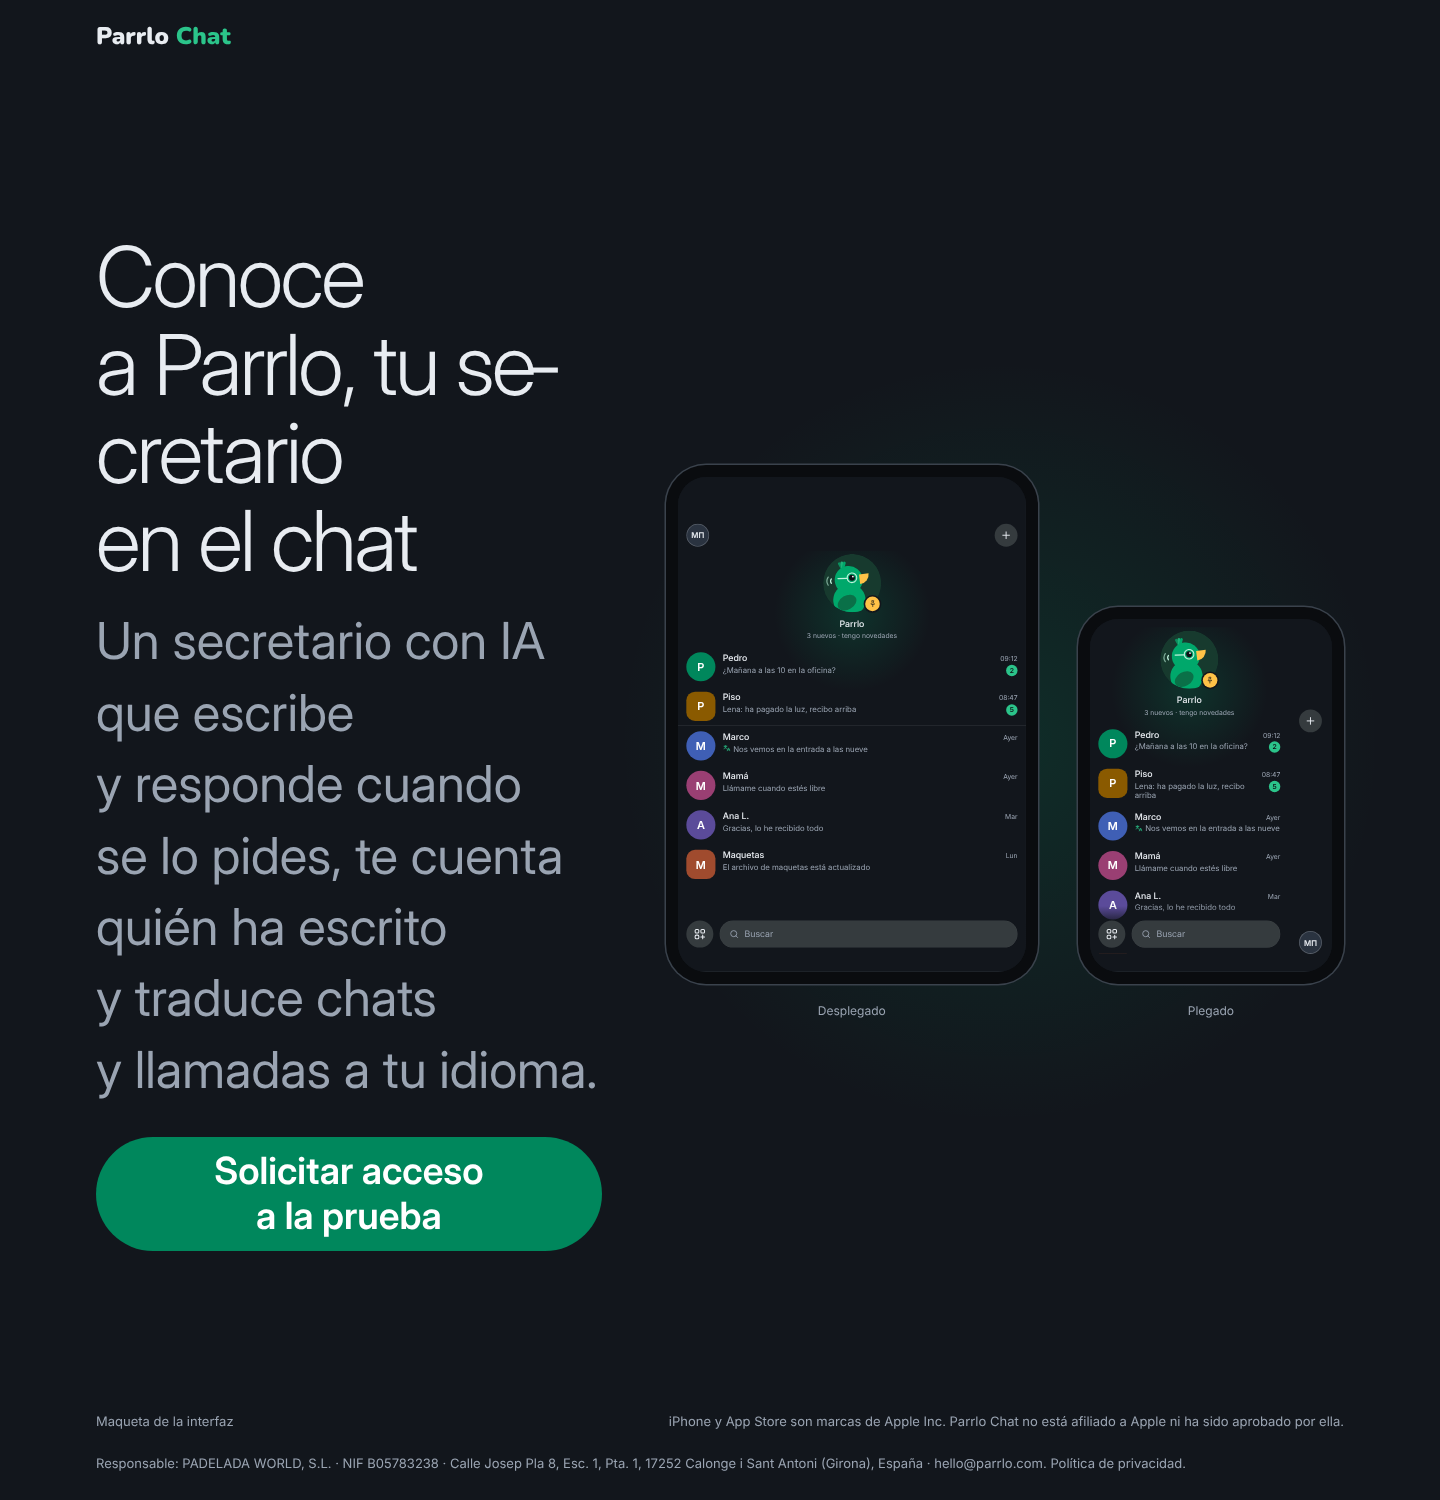 Parrlo Chat
Conoce
a Parrlo, tu se-
cretario
en el chat
Un secretario con IA
que escribe
y responde cuando
se lo pides, te cuenta
quién ha escrito
y traduce chats
y llamadas a tu idioma.
Solicitar acceso
a la prueba
МП
Parrlo
3 nuevos · tengo novedades
P
Pedro
09:12
¿Mañana a las 10 en la oficina?
2
P
Piso
08:47
Lena: ha pagado la luz, recibo arriba
5
M
Marco
Ayer
Nos vemos en la entrada a las nueve
M
Mamá
Ayer
Llámame cuando estés libre
A
Ana L.
Mar
Gracias, lo he recibido todo
M
Maquetas
Lun
El archivo de maquetas está actualizado
Buscar
Desplegado
Parrlo
3 nuevos · tengo novedades
P
Pedro
09:12
¿Mañana a las 10 en la oficina?
2
P
Piso
08:47
Lena: ha pagado la luz, recibo
arriba
5
M
Marco
Ayer
Nos vemos en la entrada a las nueve
M
Mamá
Ayer
Llámame cuando estés libre
A
Ana L.
Mar
Gracias, lo he recibido todo
Buscar
МП
Plegado
Maqueta de la interfaz
iPhone y App Store son marcas de Apple Inc. Parrlo Chat no está afiliado a Apple ni ha sido aprobado por ella.
Responsable: PADELADA WORLD, S.L. · NIF B05783238 · Calle Josep Pla 8, Esc. 1, Pta. 1, 17252 Calonge i Sant Antoni (Girona), España · hello@parrlo.com. Política de privacidad.